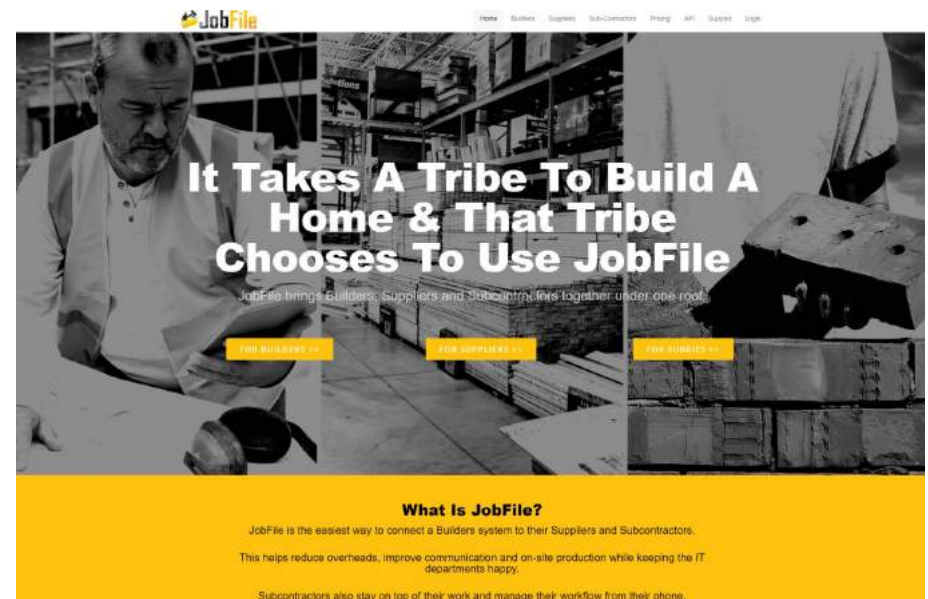 JobFile
Home Builders Suppliers Sub-Contractors Pricing API Support Login
It Takes A Tribe To Build A
Home & That Tribe
Chooses To Use JobFile
JobFile brings Builders, Suppliers and Subcontractors together under one roof.
FOR BUILDERS >> FOR SUPPLIERS >> FOR SUBBIES >>
What Is JobFile?
JobFile is the easiest way to connect a Builders system to their Suppliers and Subcontractors.
This helps reduce overheads, improve communication and on-site production while keeping the IT
departments happy.
Subcontractors also stay on top of their work and manage their workflow from their phone.